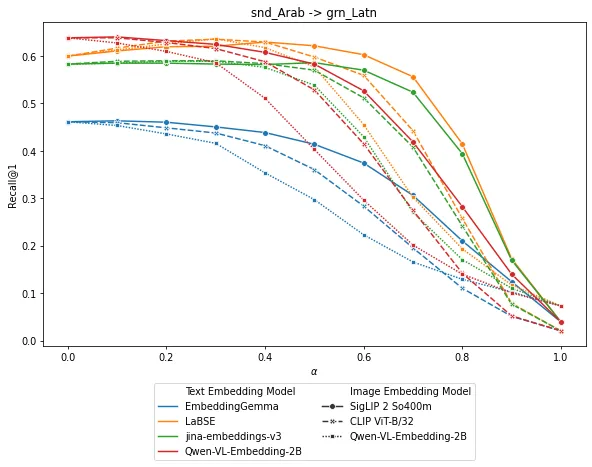 snd_Arab -> grn_Latn
Recall@1
0.6
0.5
0.4
0.3
0.2
0.1
0.0
0.0 0.2 0.4 0.6 0.8 1.0
α
Text Embedding Model Image Embedding Model
EmbeddingGemma SigLIP 2 So400m
LaBSE CLIP ViT-B/32
jina-embeddings-v3 Qwen-VL-Embedding-2B
Qwen-VL-Embedding-2B